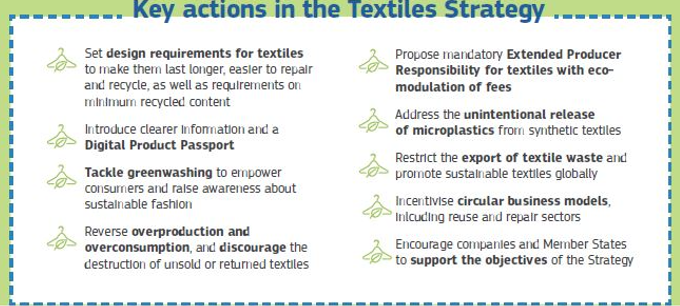 Key actions in the Textiles Strategy
Set design requirements for textiles
to make them last longer, easier to repair
and recycle, as well as requirements on
minimum recycled content
Introduce clearer information and a
Digital Product Passport
Tackle greenwashing to empower
consumers and raise awareness about
sustainable fashion
Reverse overproduction and
overconsumption, and discourage the
destruction of unsold or returned textiles
Propose mandatory Extended Producer
Responsibility for textiles with eco-
modulation of fees
Address the unintentional release
of microplastics from synthetic textiles
Restrict the export of textile waste and
promote sustainable textiles globally
Incentivise circular business models,
inlcuding reuse and repair sectors
Encourage companies and Member States
to support the objectives of the Strategy